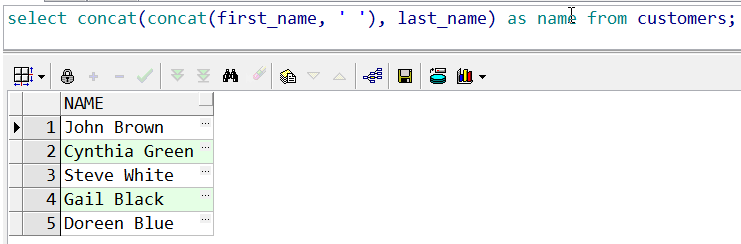 select concat(concat(first_name, ' '), last_name) as name from customers;
NAME
1 John Brown
2 Cynthia Green
3 Steve White
4 Gail Black
5 Doreen Blue